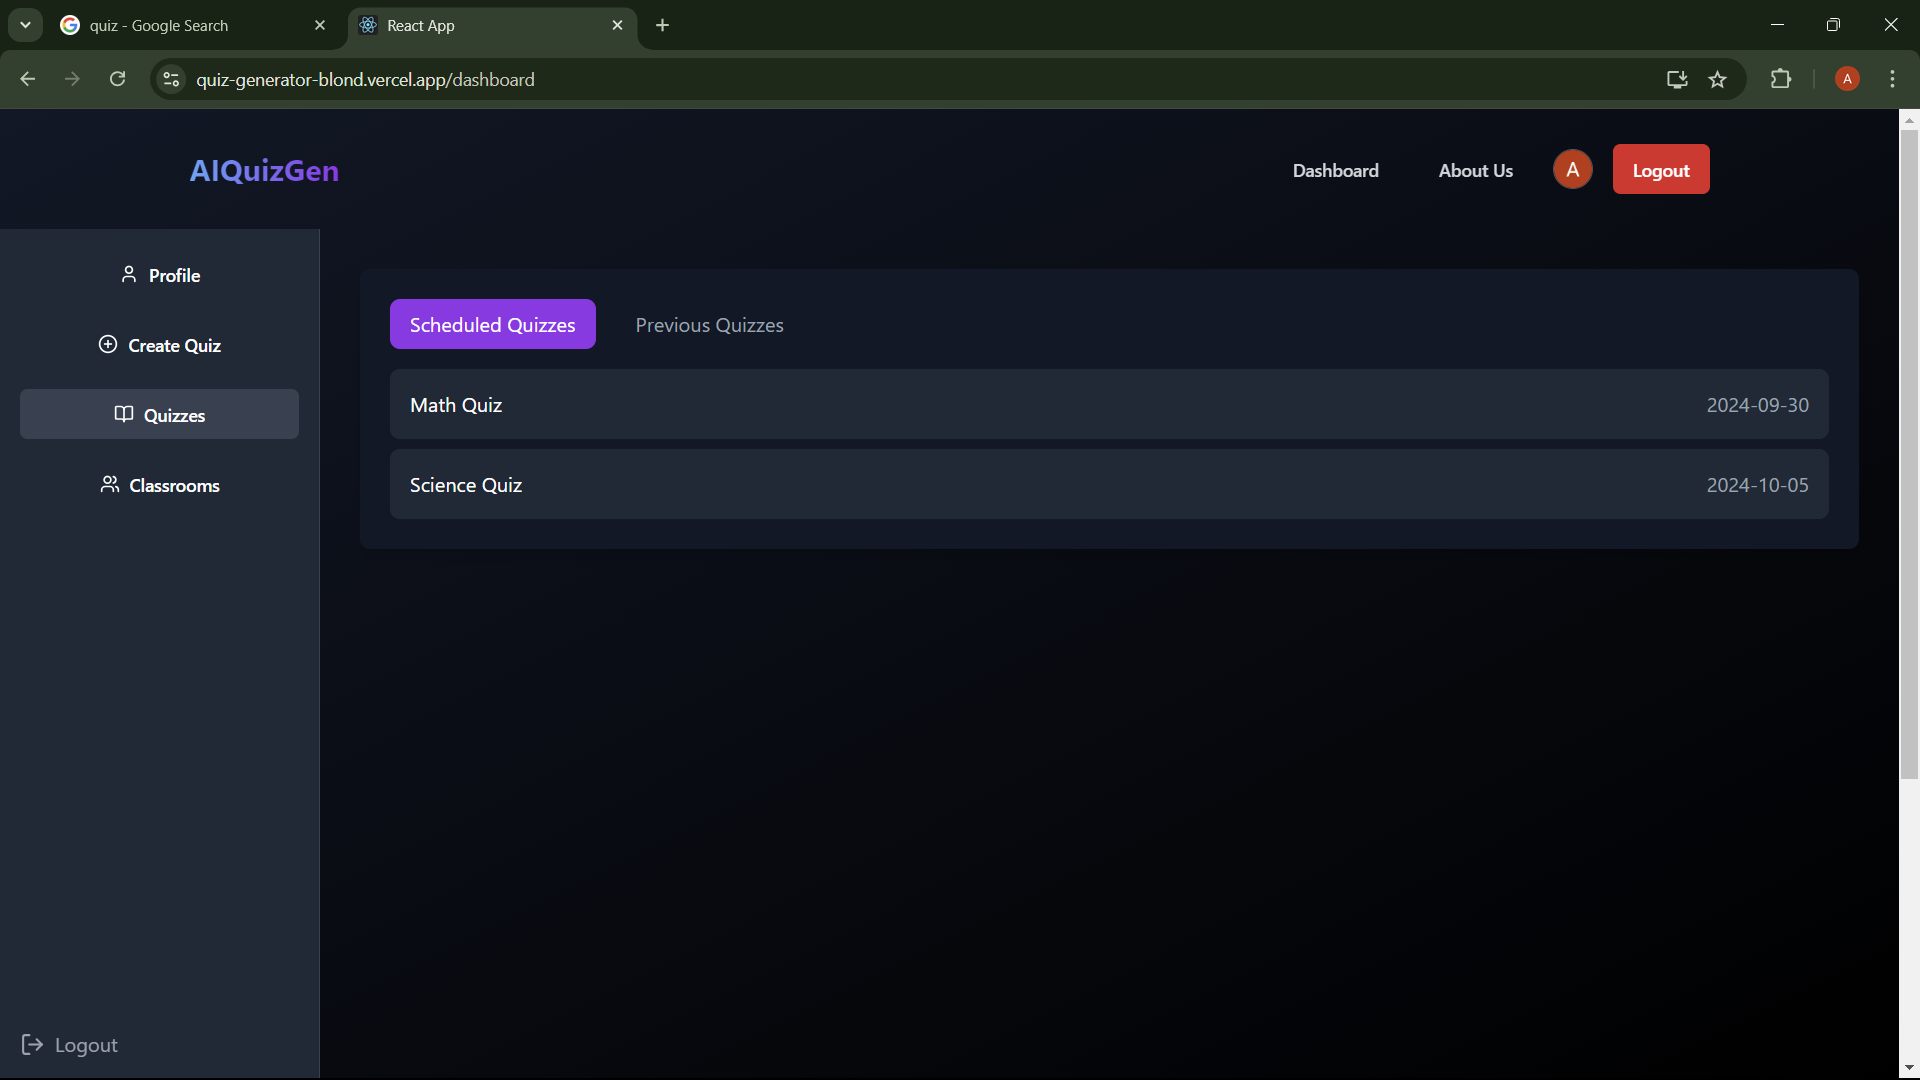 quiz - Google Search
React App
quiz-generator-blond.vercel.app/dashboard
A
AIQuizGen
Dashboard
About Us
A
Logout
Profile
Create Quiz
Quizzes
Classrooms
Logout
Scheduled Quizzes
Previous Quizzes
Math Quiz
2024-09-30
Science Quiz
2024-10-05